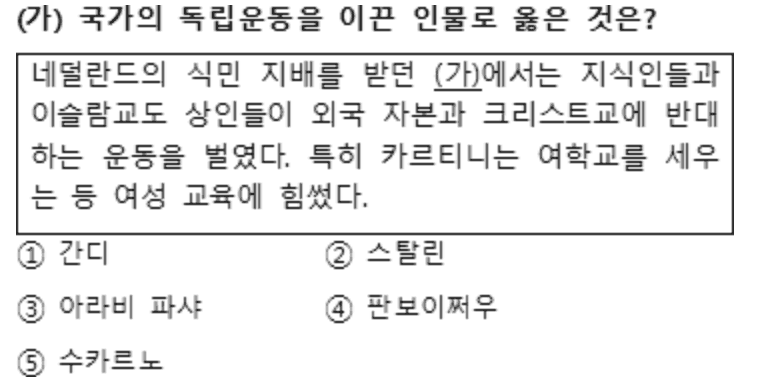 (가) 국가의 독립운동을 이끈 인물로 옳은 것은?
네덜란드의 식민 지배를 받던 (가)에서는 지식인들과
이슬람교도 상인들이 외국 자본과 크리스트교에 반대
하는 운동을 벌였다. 특히 카르티니는 여학교를 세우
는 등 여성 교육에 힘썼다.
① 간디 ② 스탈린
③ 아라비 파샤 ④ 판보이쩌우
⑤ 수카르노